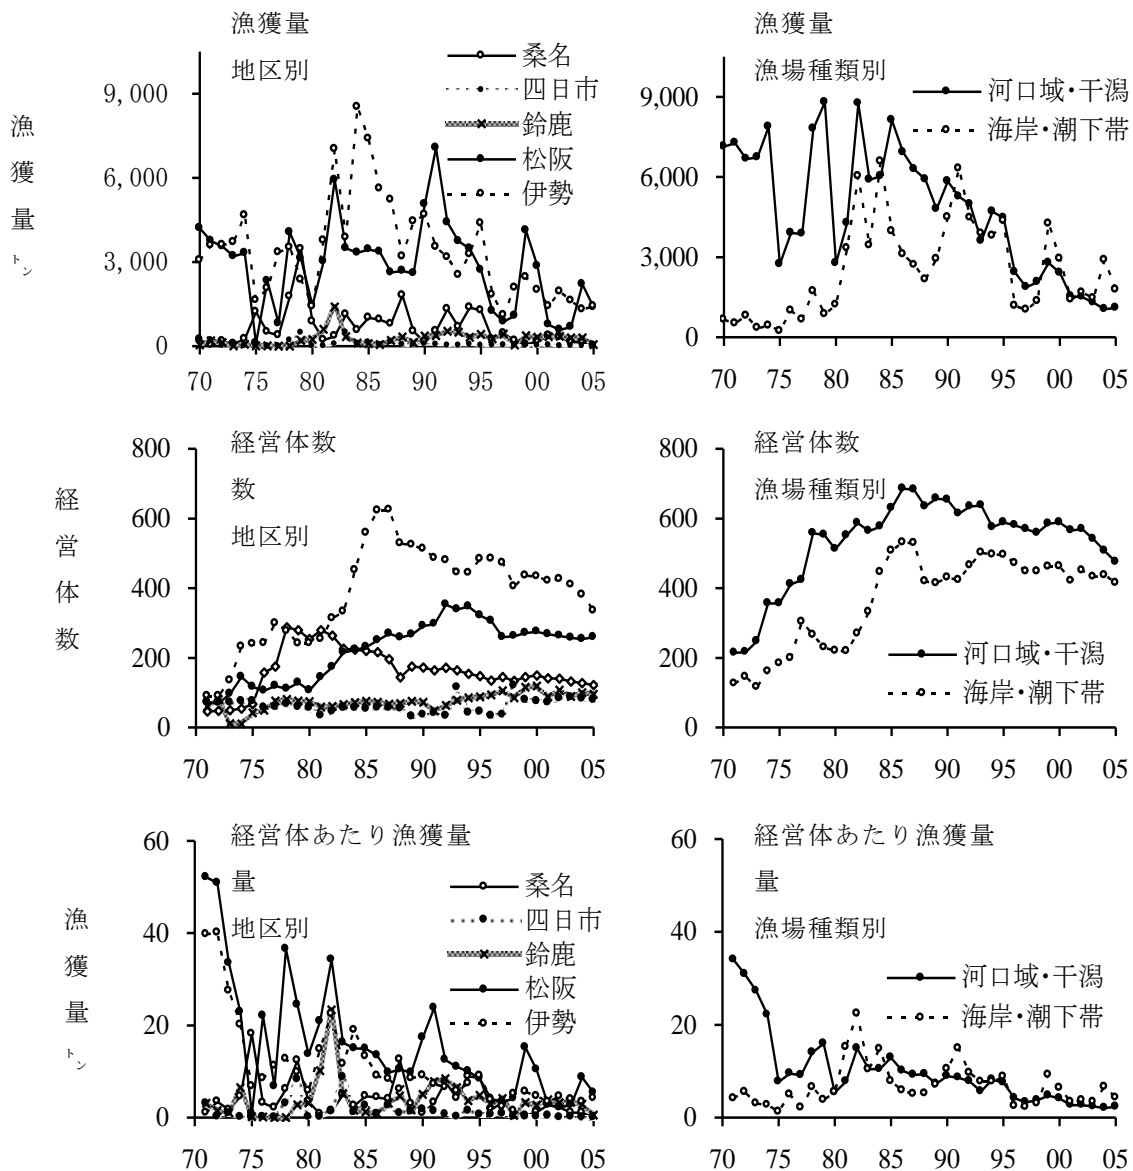 漁獲量
地区別
桑名
四日市
鈴鹿
松阪
伊勢
漁獲量
トン
9,000
6,000
3,000
0
70 75 80 85 90 95 00 05
漁獲量
漁場種類別
河口域・干潟
海岸・潮下帯
9,000
6,000
3,000
0
70 75 80 85 90 95 00 05
経営体数
数
地区別
経営体数
800
600
400
200
0
70 75 80 85 90 95 00 05
経営体数
漁場種類別
800
600
400
200
0
河口域・干潟
海岸・潮下帯
70 75 80 85 90 95 00 05
経営体あたり漁獲量
量
地区別
桑名
四日市
鈴鹿
松阪
伊勢
漁獲量
トン
60
40
20
0
70 75 80 85 90 95 00 05
経営体あたり漁獲量
量
漁場種類別
河口域・干潟
海岸・潮下帯
60
40
20
0
70 75 80 85 90 95 00 05